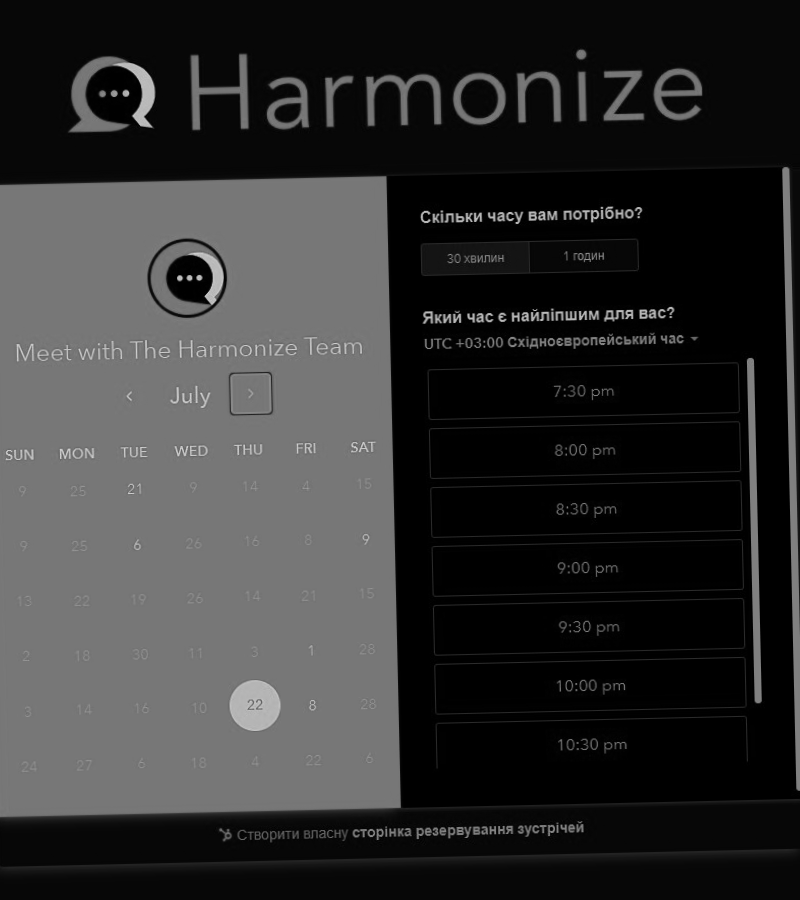 Harmonize
Meet with The Harmonize Team
July
SUN MON TUE WED THU FRI SAT
9 25 21 9 14 4 15
9 25 6 26 16 8 9
13 22 19 26 14 21 15
2 18 30 11 3 1 28
3 14 16 10 22 8 28
24 27 6 18 4 22 6
Скільки часу вам потрібно?
30 хвилин 1 годин
Який час є найліпшим для вас?
UTC +03:00 Східноєвропейський час
7:30 pm
8:00 pm
8:30 pm
9:00 pm
9:30 pm
10:00 pm
10:30 pm
Створити власну сторінка резервування зустрічей